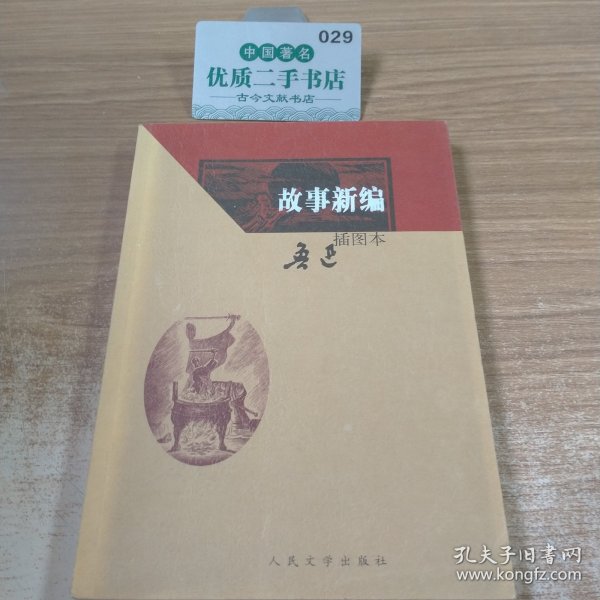 029
中国著名
优质二手书店
古今文献书店
故事新编
插图本
鲁迅
人民文学出版社
孔夫子旧书网
www.kongfz.com